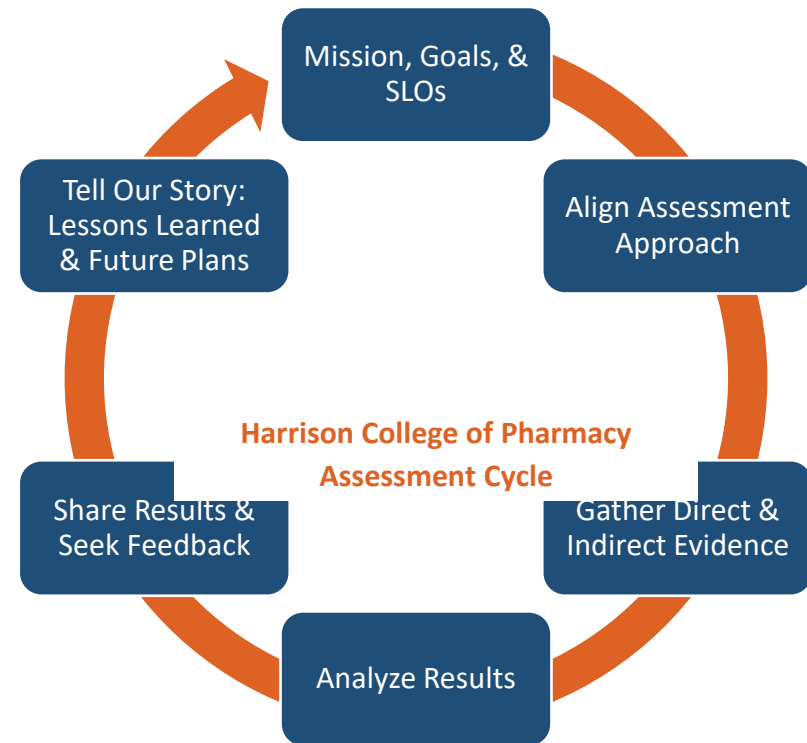 Mission, Goals, &
SLOs
Align Assessment
Approach
Gather Direct &
Indirect Evidence
Analyze Results
Share Results &
Seek Feedback
Tell Our Story:
Lessons Learned
& Future Plans
Harrison College of Pharmacy
Assessment Cycle